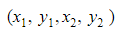 (x₁, y₁,x₂, y₂ )